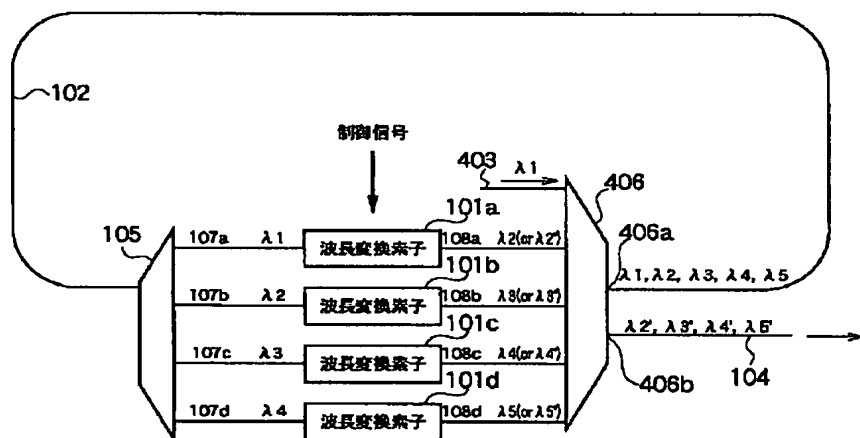 102
制御信号
403
λ1
406
105
101a
406a
107a λ1 波長変換素子 108a λ2(or λ2')
101b
λ1, λ2, λ3, λ4, λ5
107b λ2 波長変換素子 108b λ3(or λ3')
101c
λ2', λ3', λ4', λ5'
107c λ3 波長変換素子 108c λ4(or λ4')
104
406b
101d
107d λ4 波長変換素子 108d λ5(or λ5')